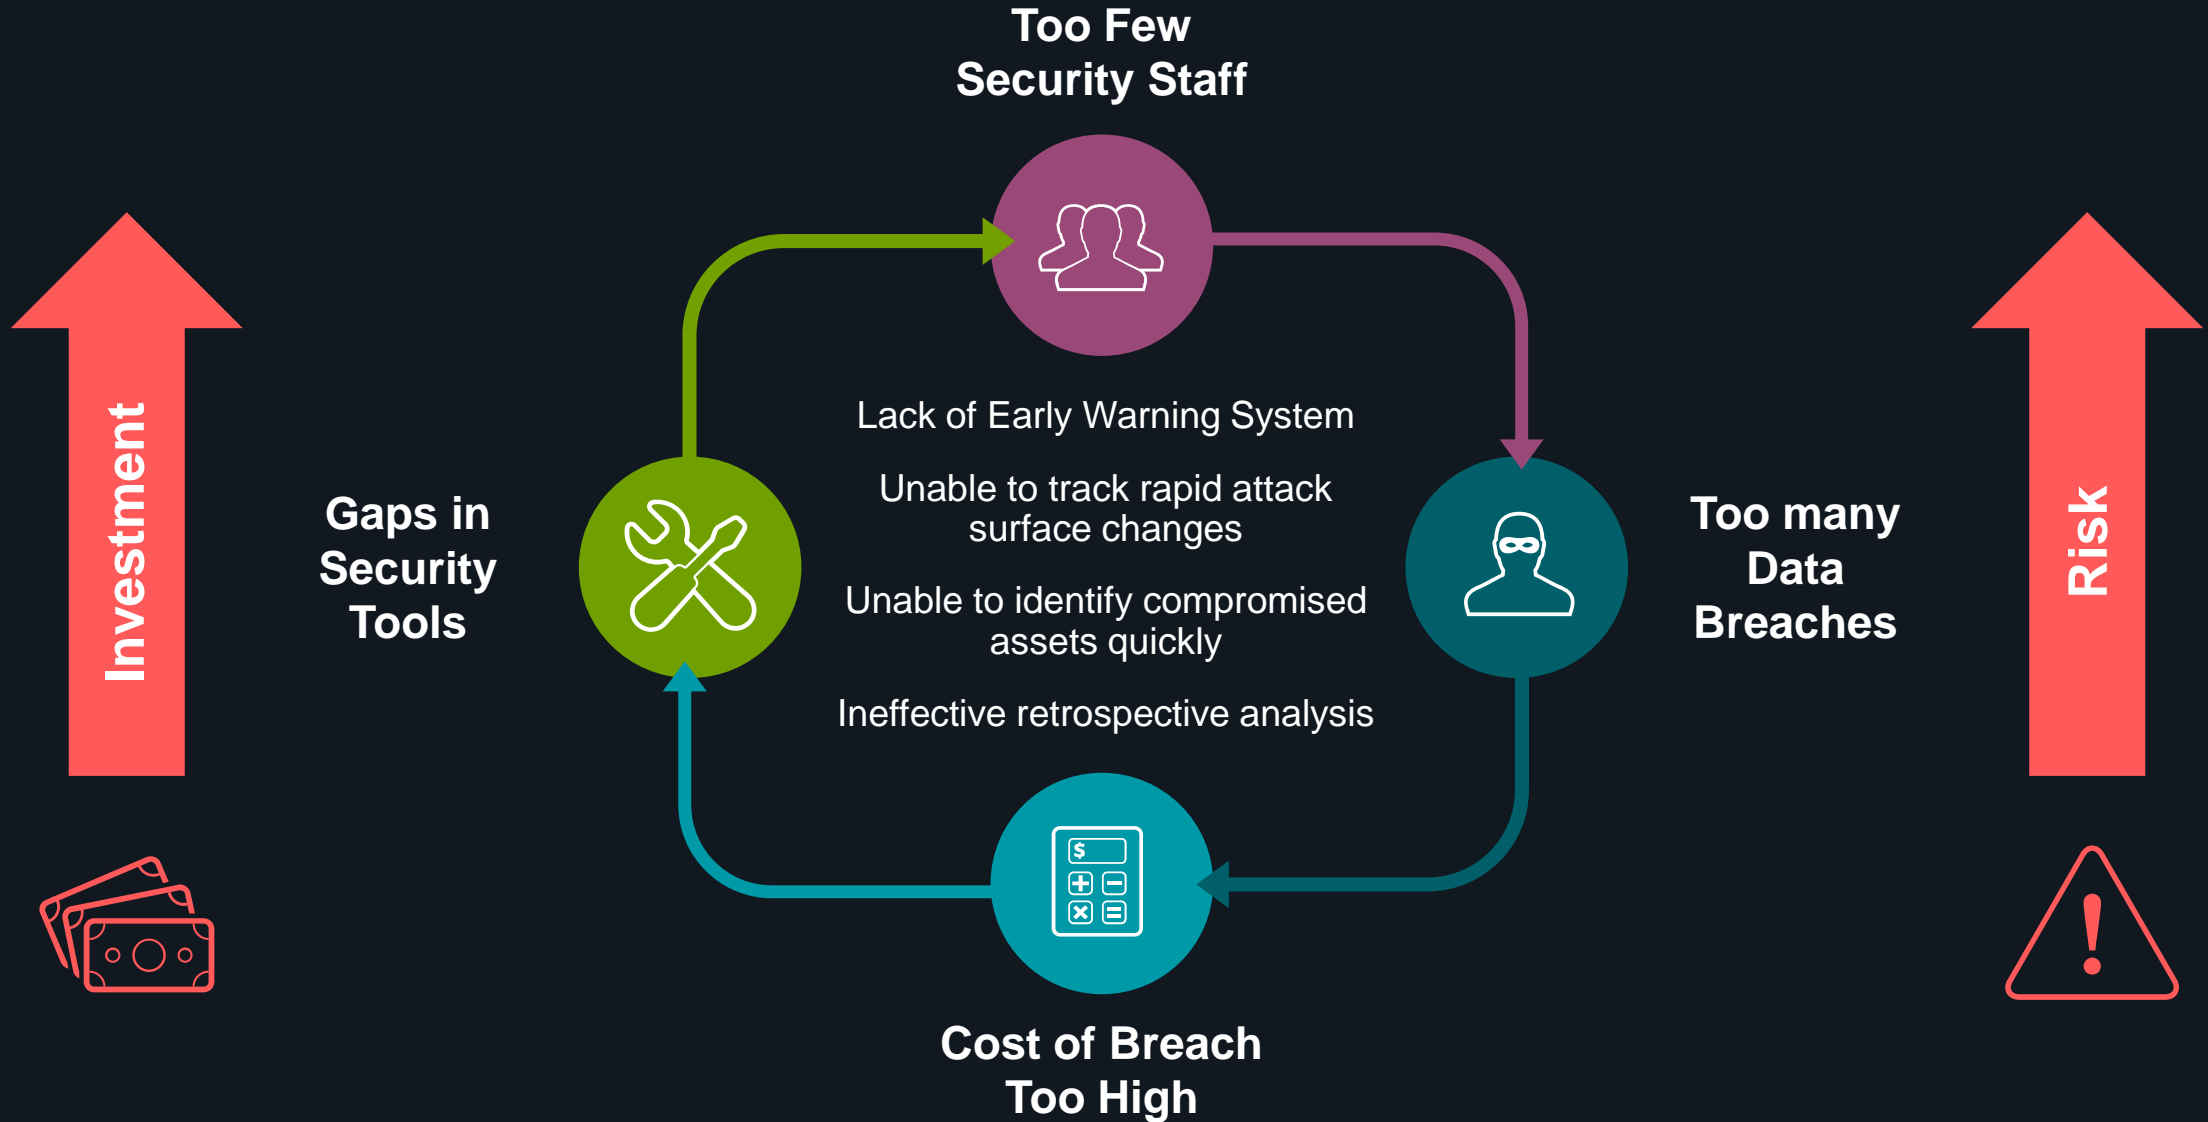 Too Few
Security Staff
Investment
Gaps in
Security
Tools
Lack of Early Warning System
Unable to track rapid attack
surface changes
Unable to identify compromised
assets quickly
Ineffective retrospective analysis
Too many
Data
Breaches
Risk
$
Cost of Breach
Too High